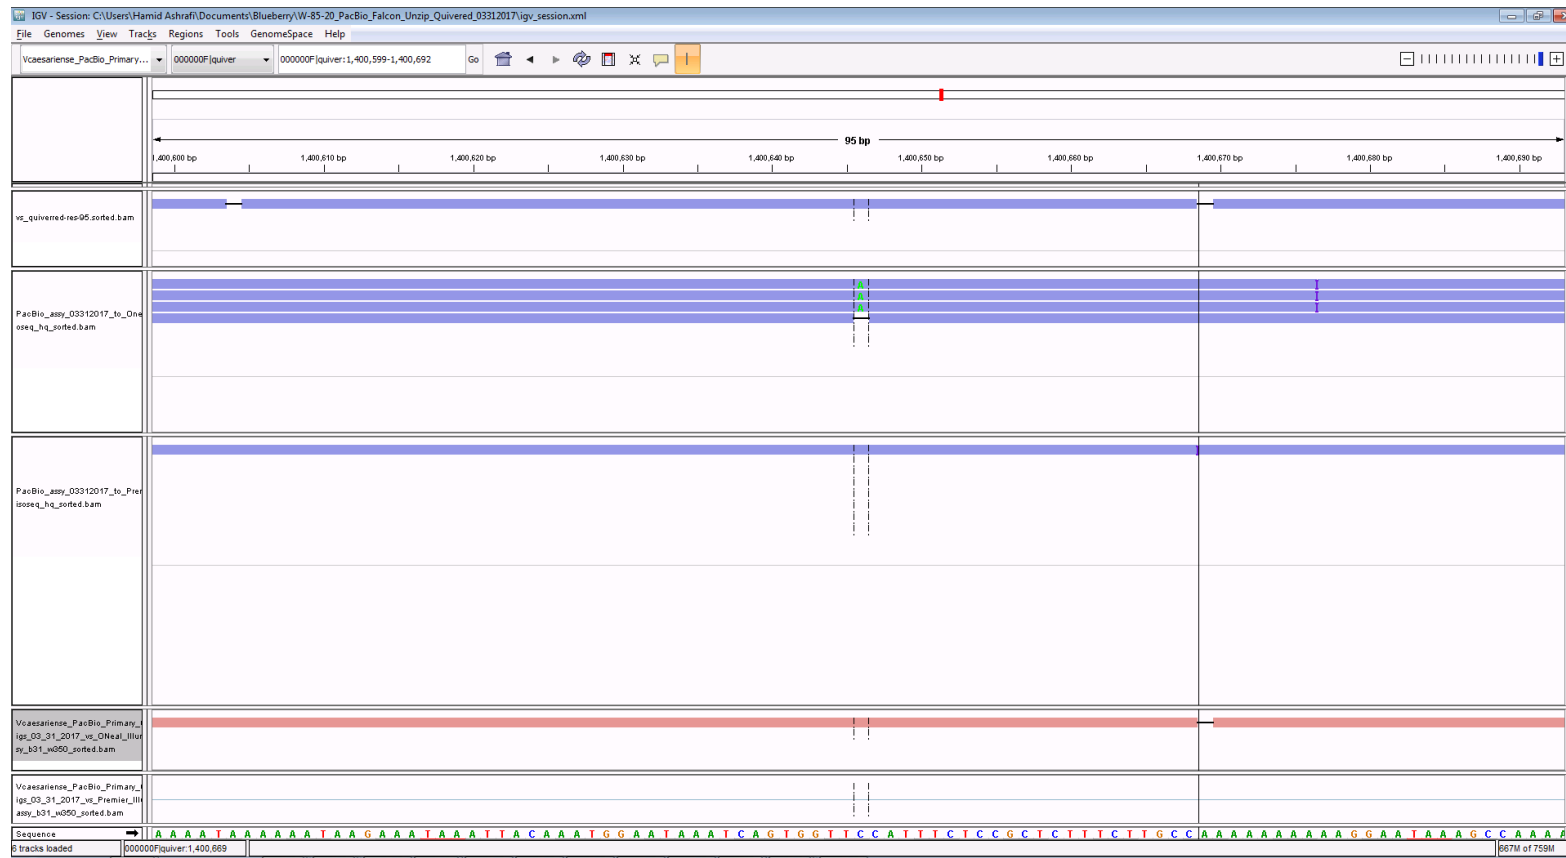 IGV - Session: C:\Users\Hamid Ashrafi\Documents\Blueberry\W-85-20_PacBio_Falcon_Unzip_Quivered_03312017\igv_session.xml
File Genomes View Tracks Regions Tools GenomeSpace Help
Vcaesariense_PacBio_Primary... 000000F|quiver 000000F|quiver:1,400,599-1,400,692 Go
95 bp
1,400,600 bp 1,400,610 bp 1,400,620 bp 1,400,630 bp 1,400,640 bp 1,400,650 bp 1,400,660 bp 1,400,670 bp 1,400,680 bp 1,400,690 bp
vs_quiverred-res-95.sorted.bam
A
A
A
PacBio_assy_03312017_to_One
oseq_hq_sorted.bam
PacBio_assy_03312017_to_Prer
isoseq_hq_sorted.bam
Vcaesariense_PacBio_Primary_
igs_03_31_2017_vs_ONeal_Illur
sy_b31_w350_sorted.bam
Vcaesariense_PacBio_Primary_
igs_03_31_2017_vs_Premier_Illi
assy_b31_w350_sorted.bam
Sequence A A A A T A A A A A A T A A G A A A T A A A T T A C A A A T G G A A T A A A T C A G T G G T T C C A T T T C T C C G C T C T T T C T T G C C A A A A A A A A A A G G A A T A A A G C C A A A A
6 tracks loaded 000000F|quiver:1,400,669 667M of 759M